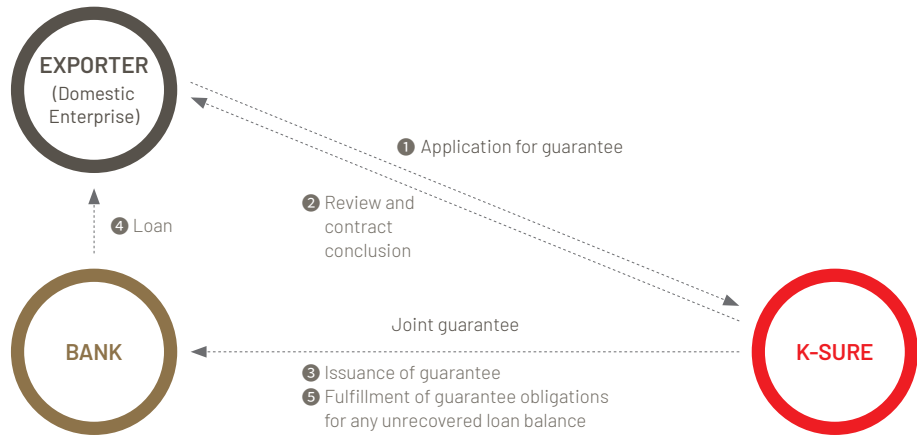 EXPORTER
(Domestic
Enterprise)
❶ Application for guarantee
❷ Review and
contract
conclusion
❹ Loan
Joint guarantee
BANK
K-SURE
❸ Issuance of guarantee
❺ Fulfillment of guarantee obligations
for any unrecovered loan balance